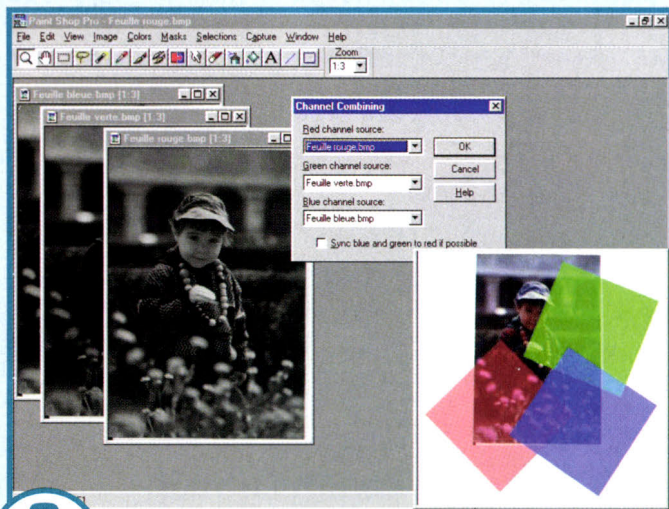 Paint Shop Pro - Feuille rouge.bmp
File Edit View Image Colors Masks Selections Capture Window Help
Zoom
1:3
Feuille bleue.bmp [1:3]
Feuille verte.bmp [1:3]
Feuille rouge.bmp [1:3]
Channel Combining
Red channel source:
Feuille rouge.bmp
OK
Green channel source:
Cancel
Feuille verte.bmp
Help
Blue channel source:
Feuille bleue.bmp
Sync blue and green to red if possible